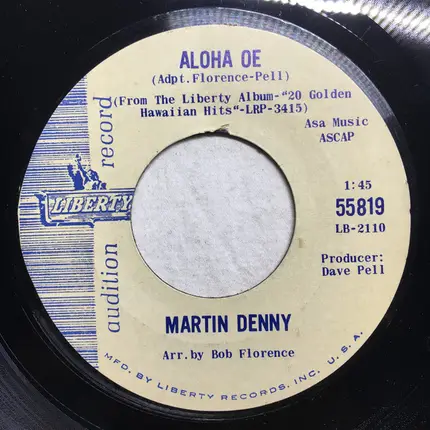 ALOHA OE
(Adpt.Florence-Pell)
(From The Liberty Album-"20 Golden
Hawaiian Hits"-LRP-3415)
Asa Music
ASCAP
audition record
LIBERTY
1:45
55819
LB-2110
Producer:
Dave Pell
MARTIN DENNY
Arr.by Bob Florence
MFD. BY LIBERTY RECORDS, INC. U. S. A.